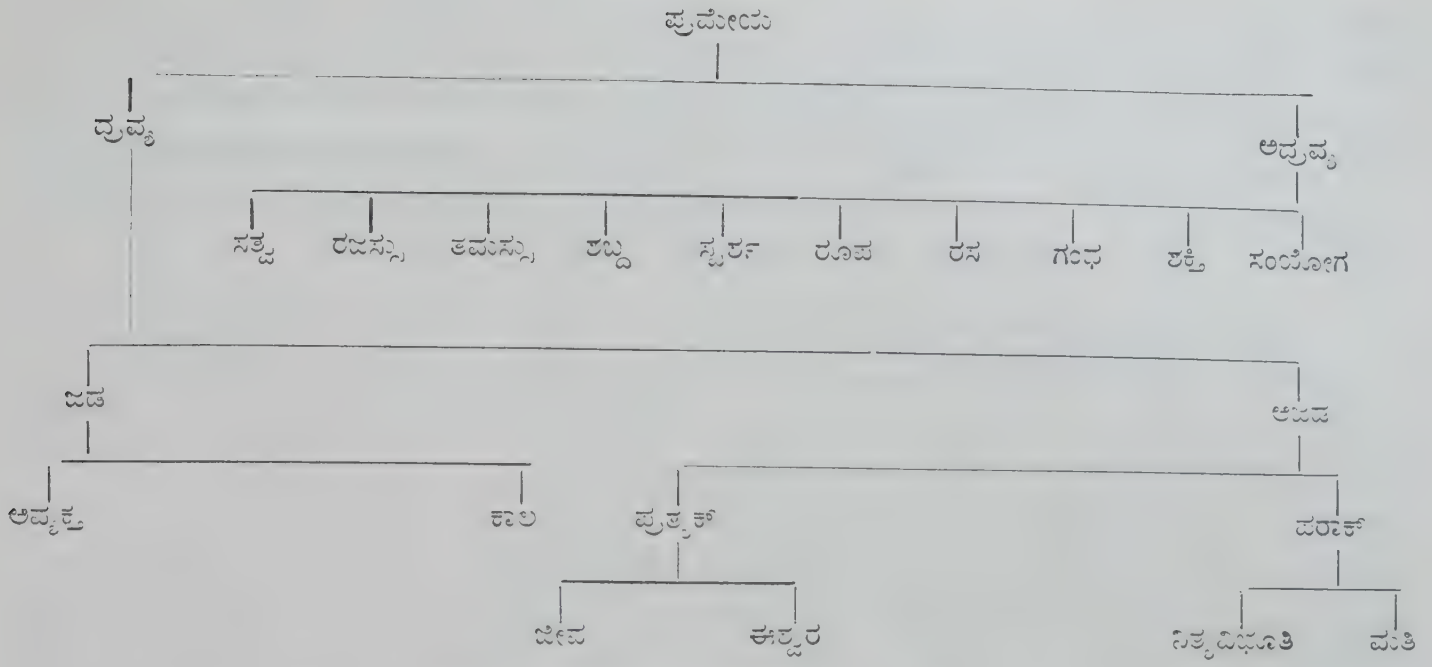 ಪ್ರಮೇಯ
ದ್ರವ್ಯ ಅದ್ರವ್ಯ
ಸತ್ವ ರಜಸ್ಸು ತಮಸ್ಸು ಶಬ್ದ ಸ್ಪರ್ಶ ರೂಪ ರಸ ಗಂಧ ಶಕ್ತಿ ಸಂಯೋಗ
ಜಡ ಅಜಡ
ಅವ್ಯಕ್ತ ಕಾಲ ಪ್ರತ್ಯಕ್ ಪರಾಕ್
ಜೀವ ಈಶ್ವರ ನಿತ್ಯವಿಭೂತಿ ಮತಿ